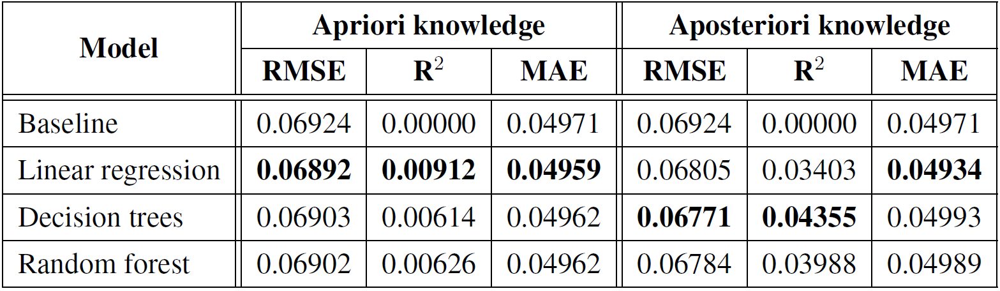 Model Apriori knowledge Aposteriori knowledge
RMSE R² MAE RMSE R² MAE
Baseline 0.06924 0.00000 0.04971 0.06924 0.00000 0.04971
Linear regression 0.06892 0.00912 0.04959 0.06805 0.03403 0.04934
Decision trees 0.06903 0.00614 0.04962 0.06771 0.04355 0.04993
Random forest 0.06902 0.00626 0.04962 0.06784 0.03988 0.04989